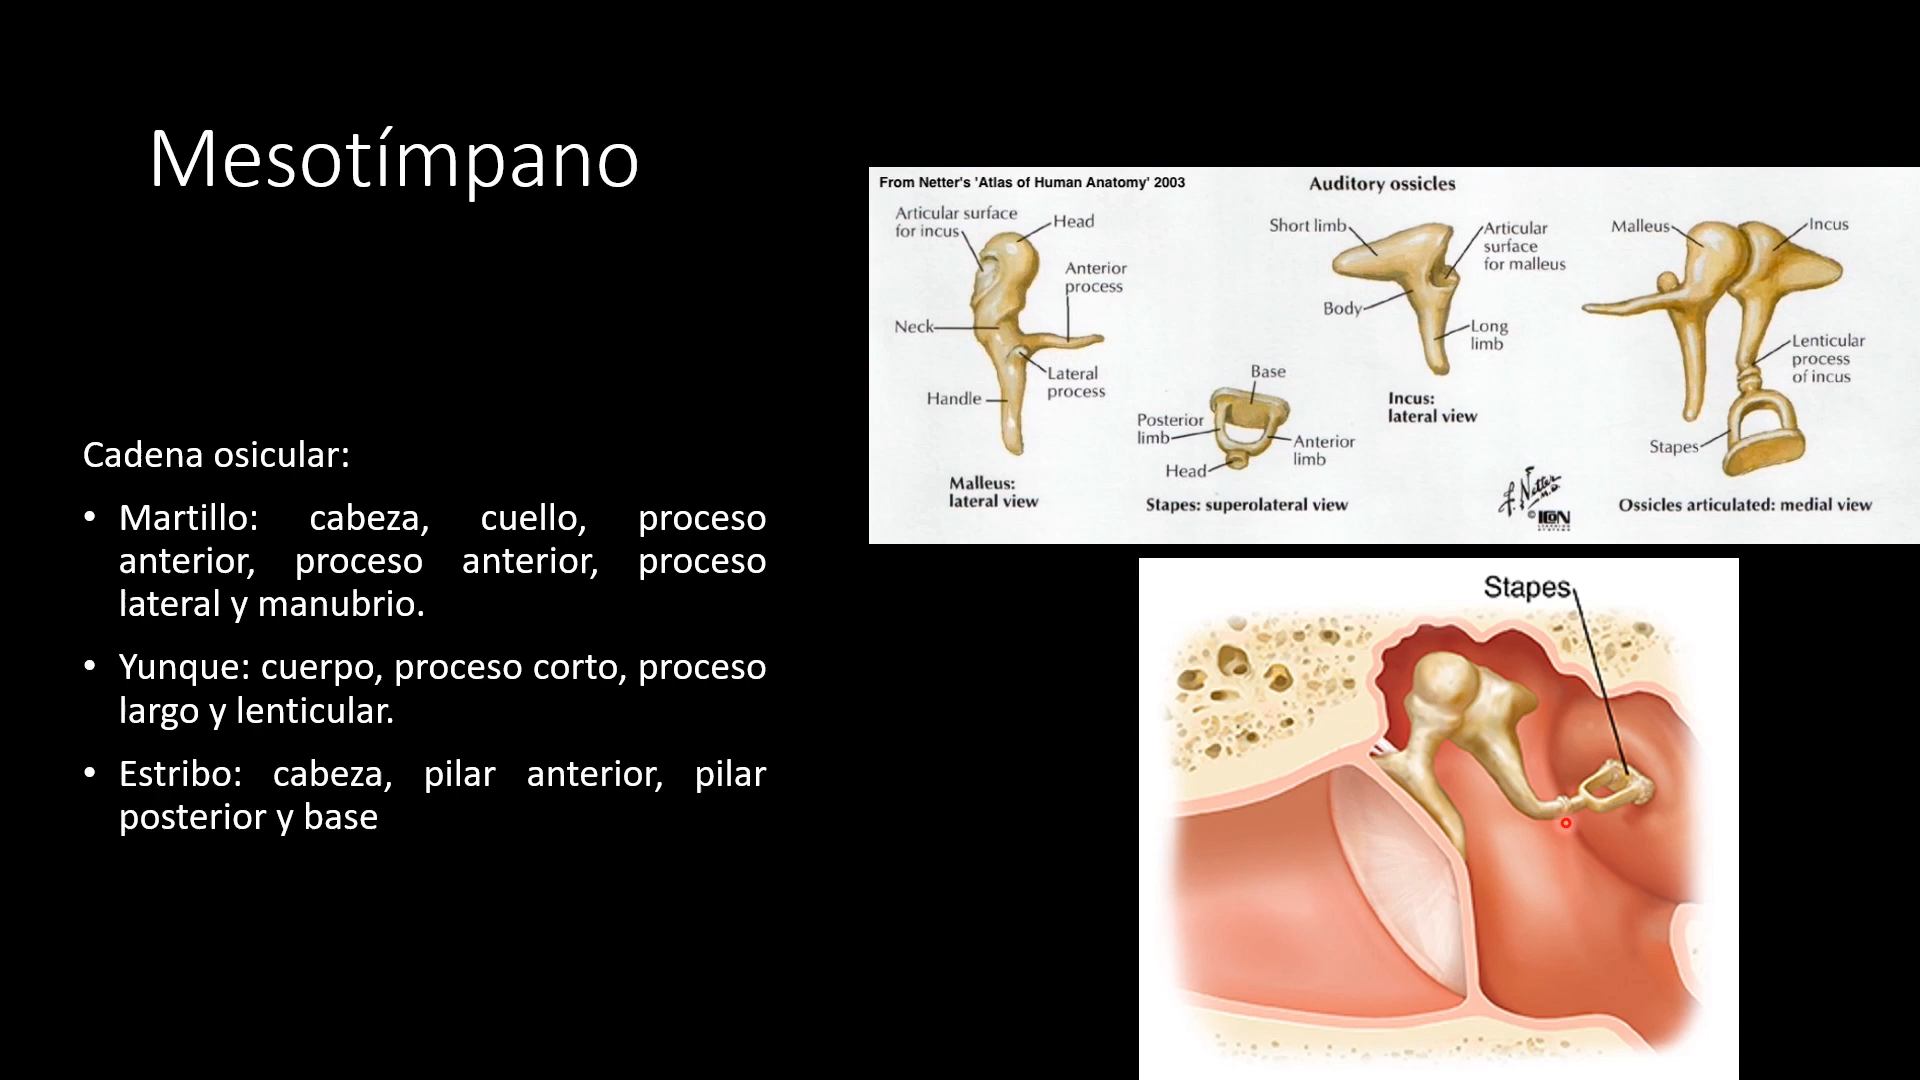 Mesotímpano
Cadena osicular:
• Martillo: cabeza, cuello, proceso
anterior, proceso anterior, proceso
lateral y manubrio.
• Yunque: cuerpo, proceso corto, proceso
largo y lenticular.
• Estribo: cabeza, pilar anterior, pilar
posterior y base
From Netter's 'Atlas of Human Anatomy' 2003
Auditory ossicles
Articular surface
for incus
Head
Anterior
process
Neck
Lateral
process
Handle
Malleus:
lateral view
Base
Posterior
limb
Anterior
limb
Head
Stapes: superolateral view
Short limb
Articular
surface
for malleus
Body
Long
limb
Incus:
lateral view
Malleus
Incus
Lenticular
process
of incus
Stapes
Ossicles articulated: medial view
F. Netter
M.D.
© ICON
Stapes